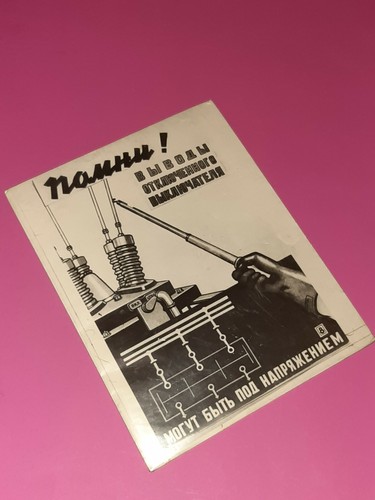 Помни!
ВЫВОДЫ
ОТКЛЮЧЕННОГО
ВЫКЛЮЧАТЕЛЯ
МОГУТ БЫТЬ ПОД НАПРЯЖЕНИЕМ